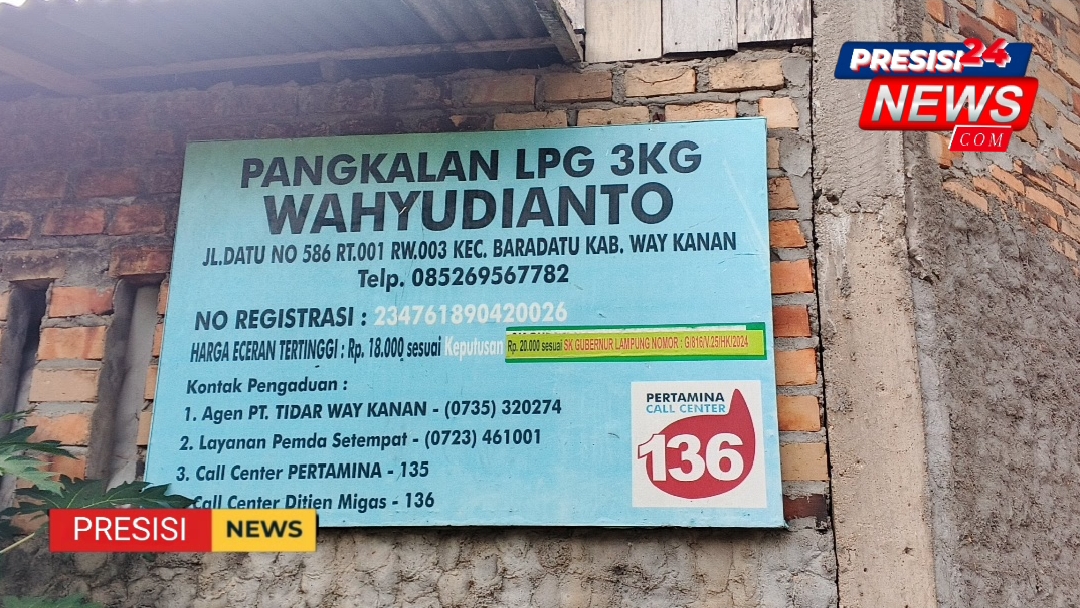 PRESISI24
NEWS
.COM
PANGKALAN LPG 3KG
WAHYUDIANTO
JL.DATU NO 586 RT.001 RW.003 KEC. BARADATU KAB. WAY KANAN
Telp. 085269567782
NO REGISTRASI : 234761890420026
HARGA ECERAN TERTINGGI : Rp. 18.000 sesuai Keputusan Rp. 20.000 sesuai SK GUBERNUR LAMPUNG NOMOR : G/816/V.25/HK/2024
Kontak Pengaduan :
1. Agen PT. TIDAR WAY KANAN - (0735) 320274
2. Layanan Pemda Setempat - (0723) 461001
3. Call Center PERTAMINA - 135
Call Center Ditjen Migas - 136
PERTAMINA
CALL CENTER
136
PRESISI NEWS